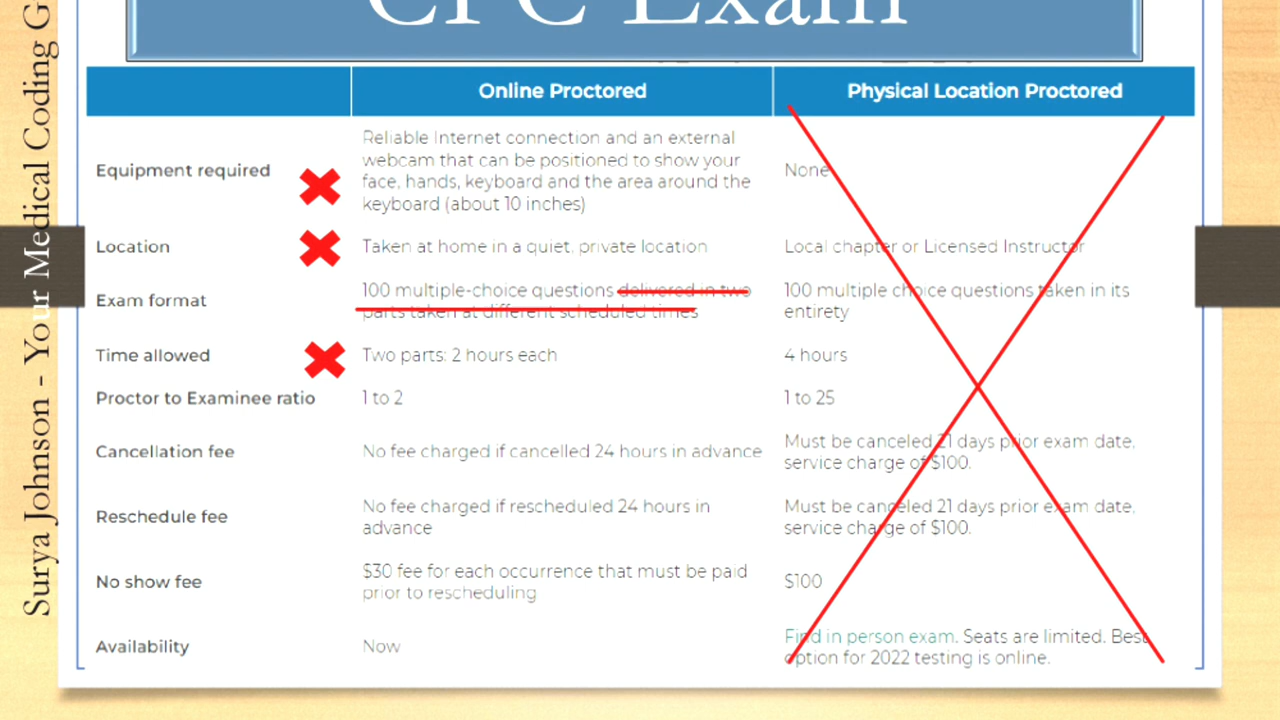 CPC Exam
Surya Johnson - Your Medical Coding G
Online Proctored
Physical Location Proctored
Equipment required
Reliable Internet connection and an external
webcam that can be positioned to show your
face, hands, keyboard and the area around the
keyboard (about 10 inches)
None
Location
Taken at home in a quiet, private location
Local chapter or Licensed Instructor
Exam format
100 multiple-choice questions delivered in two
parts taken at different scheduled times
100 multiple choice questions taken in its
entirety
Time allowed
Two parts: 2 hours each
4 hours
Proctor to Examinee ratio
1 to 2
1 to 25
Cancellation fee
No fee charged if cancelled 24 hours in advance
Must be canceled 21 days prior exam date,
service charge of $100.
Reschedule fee
No fee charged if rescheduled 24 hours in
advance
Must be canceled 21 days prior exam date,
service charge of $100.
No show fee
$30 fee for each occurrence that must be paid
prior to rescheduling
$100
Availability
Now
Find in person exam. Seats are limited. Best
option for 2022 testing is online.